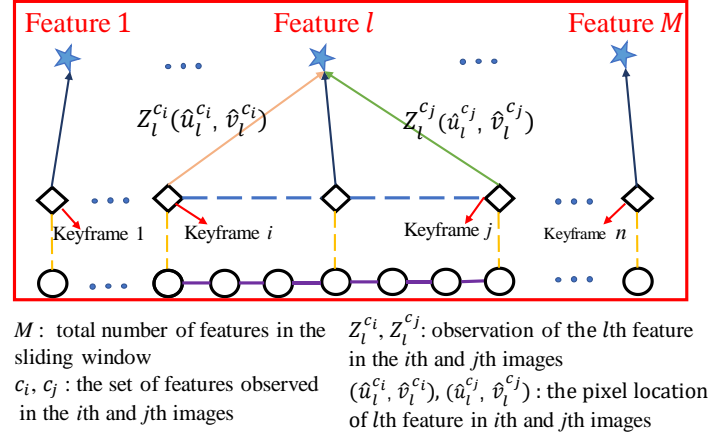 Feature 1 Feature l Feature M
Z_l^{c_i}(û_l^{c_i}, v̂_l^{c_i}) Z_l^{c_j}(û_l^{c_j}, v̂_l^{c_j})
Keyframe 1 Keyframe i Keyframe j Keyframe n
M : total number of features in the
sliding window
c_i, c_j : the set of features observed
in the ith and jth images
Z_l^{c_i}, Z_l^{c_j}: observation of the lth feature
in the ith and jth images
(û_l^{c_i}, v̂_l^{c_i}), (û_l^{c_j}, v̂_l^{c_j}) : the pixel location
of lth feature in ith and jth images